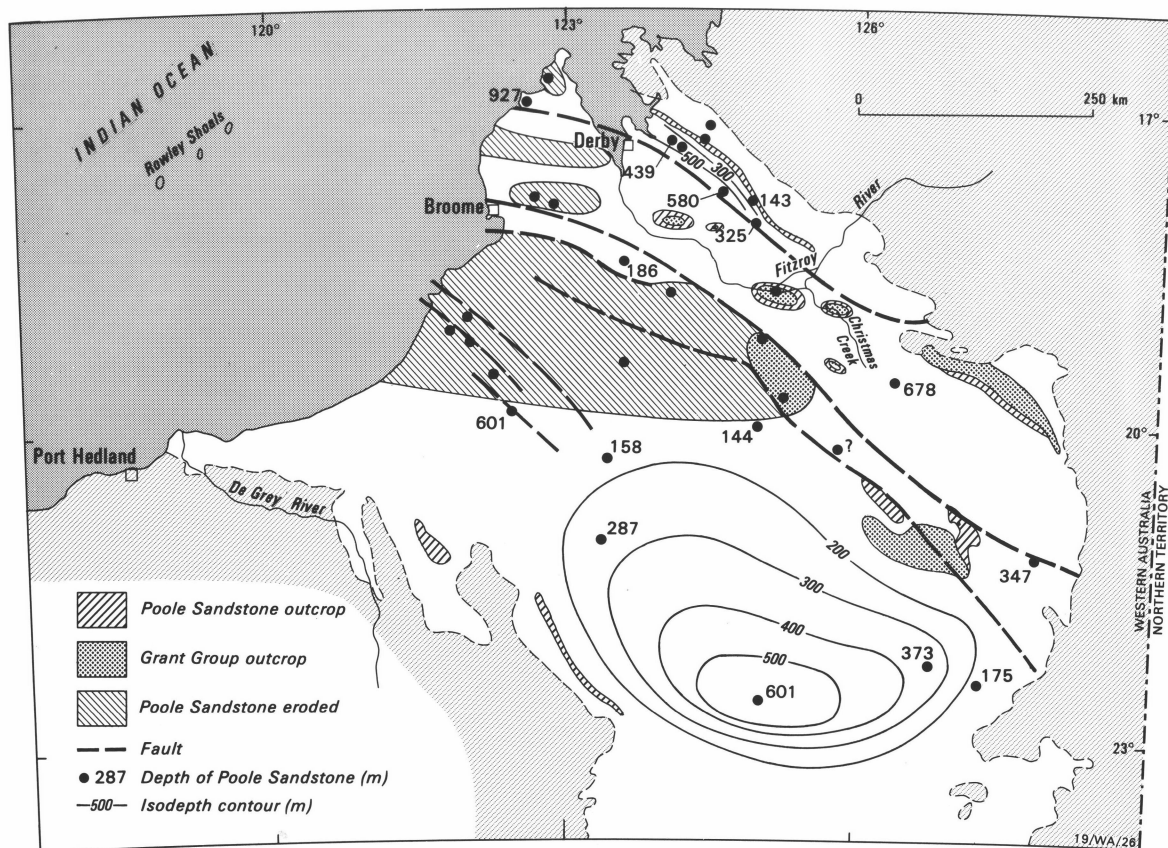 120°
123°
126°
INDIAN OCEAN
Rowley Shoals
927
0
250 km
17°
Derby
500
300
439
580
143
River
Broome
325
Fitzroy
186
Christmas
Creek
678
601
144
?
158
20°
Port Hedland
De Grey River
287
200
347
WESTERN AUSTRALIA
NORTHERN TERRITORY
300
400
373
500
175
601
Poole Sandstone outcrop
Grant Group outcrop
Poole Sandstone eroded
Fault
287 Depth of Poole Sandstone (m)
500 Isodepth contour (m)
23°
19/WA/26